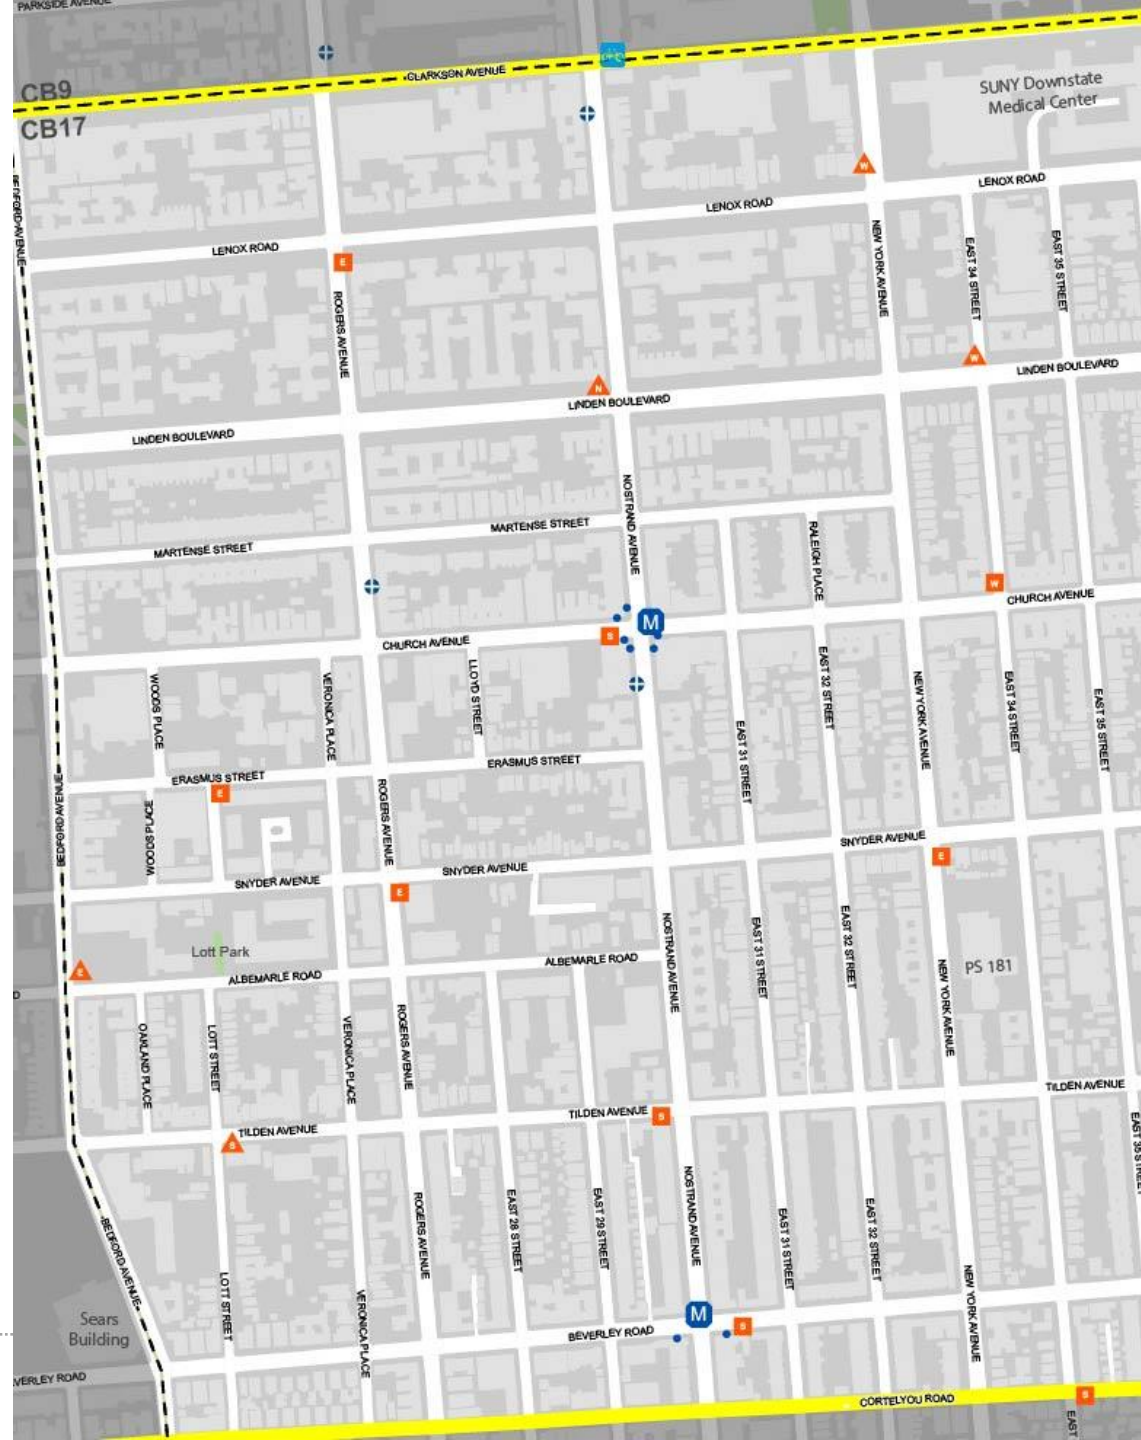 PARKSIDE AVENUE
CLARKSON AVENUE
CB9
CB17
SUNY Downstate
Medical Center
W
LENOX ROAD
LENOX ROAD
LENOX ROAD
BEDFORD AVENUE
E
ROGERS AVENUE
NEW YORK AVENUE
EAST 34 STREET
EAST 35 STREET
W
N
LINDEN BOULEVARD
LINDEN BOULEVARD
LINDEN BOULEVARD
NOSTRAND AVENUE
MARTENSE STREET
MARTENSE STREET
RALEIGH PLACE
W
CHURCH AVENUE
M
S
CHURCH AVENUE
WOODS PLACE
VERONICA PLACE
LLOYD STREET
EAST 32 STREET
NEW YORK AVENUE
EAST 34 STREET
EAST 35 STREET
EAST 31 STREET
ERASMUS STREET
ERASMUS STREET
E
BEDFORD AVENUE
WOODS PLACE
ROGERS AVENUE
SNYDER AVENUE
E
SNYDER AVENUE
SNYDER AVENUE
E
Lott Park
NOSTRAND AVENUE
EAST 31 STREET
EAST 32 STREET
NEW YORK AVENUE
PS 181
ALBEMARLE ROAD
E
ALBEMARLE ROAD
D
OAKLAND PLACE
LOTT STREET
VERONICA PLACE
ROGERS AVENUE
TILDEN AVENUE
TILDEN AVENUE
S
TILDEN AVENUE
S
EAST 35 STREET
BEDFORD AVENUE
LOTT STREET
VERONICA PLACE
ROGERS AVENUE
EAST 28 STREET
EAST 29 STREET
NOSTRAND AVENUE
EAST 31 STREET
EAST 32 STREET
NEW YORK AVENUE
Sears
Building
M
S
BEVERLEY ROAD
VERLEY ROAD
CORTELYOU ROAD
S
EAST